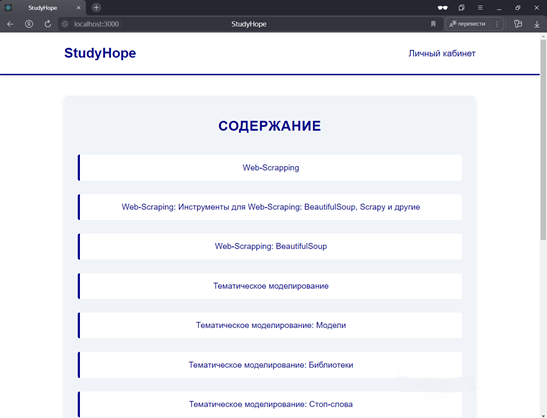 StudyHope
localhost:3000
StudyHope
перевести
StudyHope
Личный кабинет
СОДЕРЖАНИЕ
Web-Scrapping
Web-Scraping: Инструменты для Web-Scraping: BeautifulSoup, Scrapy и другие
Web-Scrapping: BeautifulSoup
Тематическое моделирование
Тематическое моделирование: Модели
Тематическое моделирование: Библиотеки
Тематическое моделирование: Стоп-слова